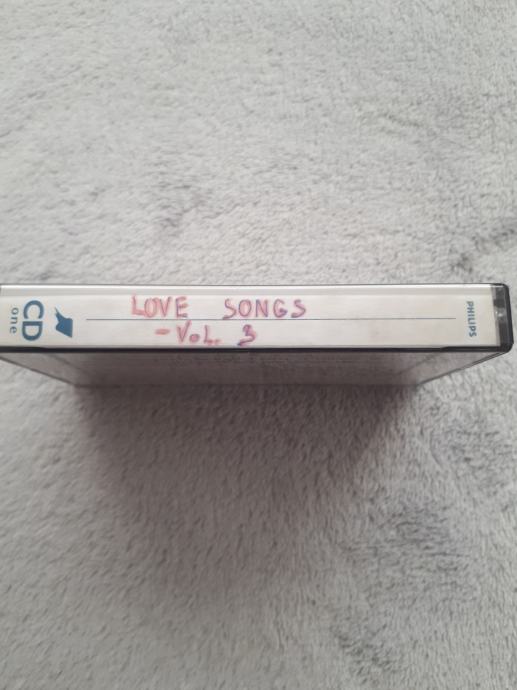 LOVE SONGS
- VOL. 3
CD
one
PHILIPS